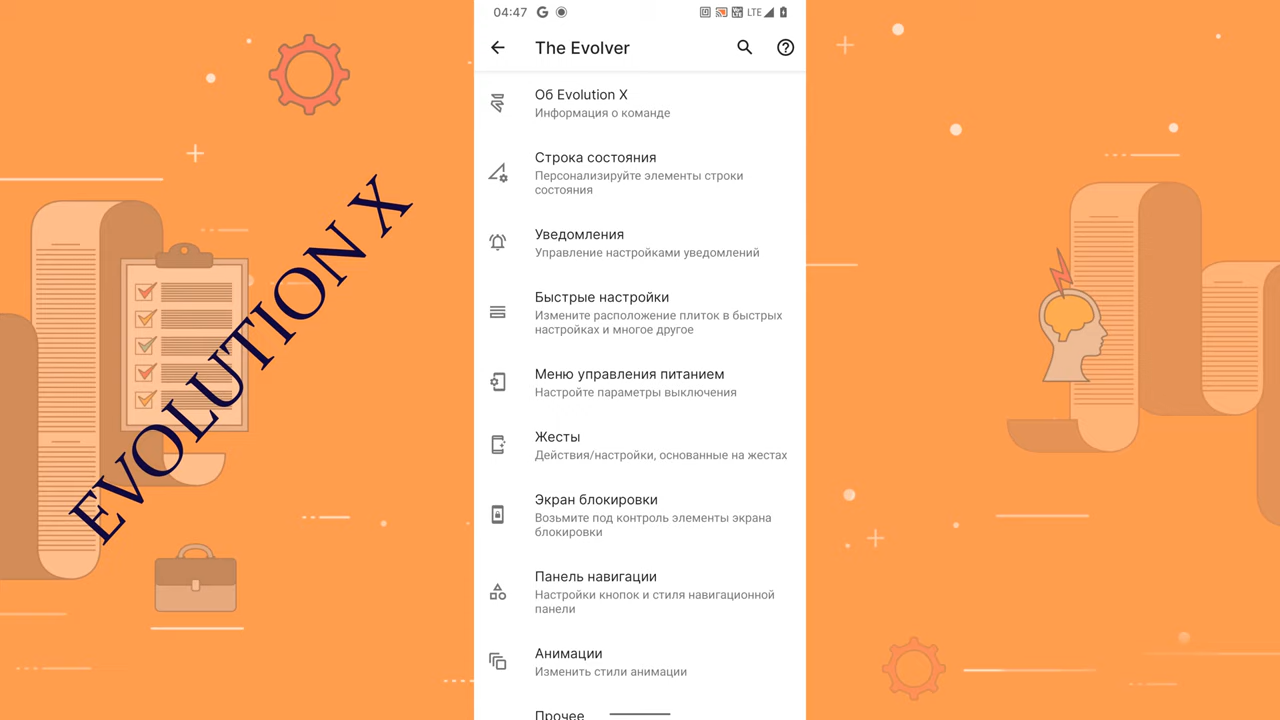 04:47 G LTE
The Evolver
Об Evolution X
Информация о команде
Строка состояния
Персонализируйте элементы строки
состояния
Уведомления
Управление настройками уведомлений
Быстрые настройки
Измените расположение плиток в быстрых
настройках и многое другое
Меню управления питанием
Настройте параметры выключения
Жесты
Действия/настройки, основанные на жестах
Экран блокировки
Возьмите под контроль элементы экрана
блокировки
Панель навигации
Настройки кнопок и стиля навигационной
панели
Анимации
Изменить стили анимации
Прочее
EVOLUTION X